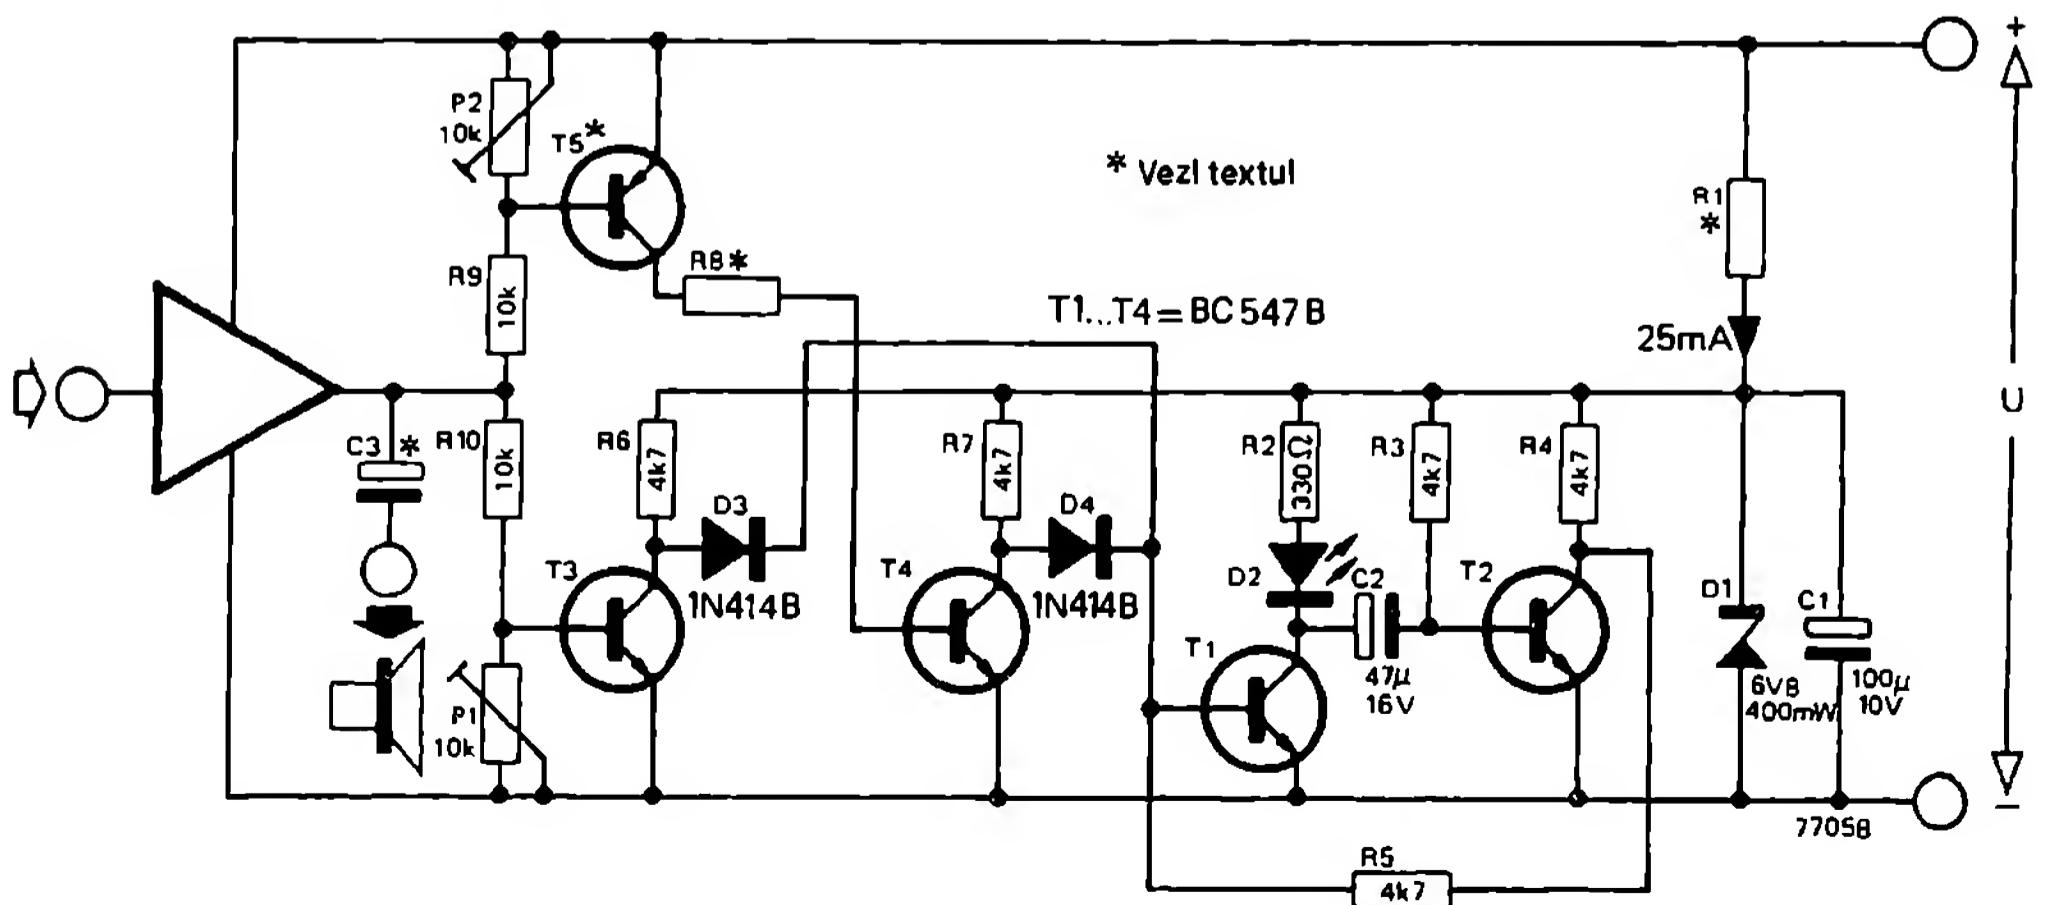 +
P2
10k
T5*
* Vezl textul
R1
*
R9
10k
R8*
T1...T4=BC547B
25mA
U
C3 *
R10
10k
R6
4k7
R7
4k7
R2
330Ω
R3
4k7
R4
4k7
D3
D4
T3
T4
D2
C2
T2
D1
C1
1N4148
1N4148
T1
47µ
16V
6V8
400mW
100µ
10V
P1
10k
–
77058
R5
4k7